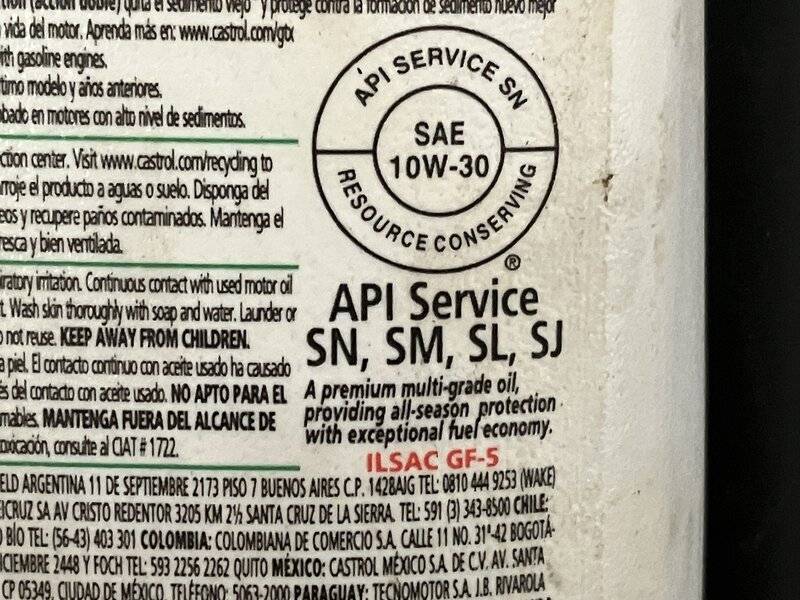 (acción doble) quita el sedimento viejo y protege contra la formación de sedimento nuevo mejor
vida del motor. Aprenda más en: www.castrol.com/gtx
with gasoline engines.
último modelo y años anteriores.
bado en motores con alto nivel de sedimentos.
API SERVICE SN
SAE
10W-30
RESOURCE CONSERVING
®
ction center. Visit www.castrol.com/recycling to
rroje el producto a aguas o suelo. Disponga del
eos y recupere paños contaminados. Mantenga el
resca y bien ventilada.
iratory irritation. Continuous contact with used motor oil
t. Wash skin thoroughly with soap and water. Launder or
o not reuse. KEEP AWAY FROM CHILDREN.
a piel. El contacto continuo con aceite usado ha causado
és del contacto con aceite usado. NO APTO PARA EL
mables. MANTENGA FUERA DEL ALCANCE DE
oxicación, consulte al CIAT # 1722.
API Service
SN, SM, SL, SJ
A premium multi-grade oil,
providing all-season protection
with exceptional fuel economy.
ILSAC GF-5
ELD ARGENTINA 11 DE SEPTIEMBRE 2173 PISO 7 BUENOS AIRES C.P. 1428AIG TEL: 0810 444 9253 (WAKE)
ICRUZ SA AV CRISTO REDENTOR 3205 KM 2½ SANTA CRUZ DE LA SIERRA. TEL: 591 (3) 343-8500 CHILE:
BÍO TEL: (56-43) 403 301 COLOMBIA: COLOMBIANA DE COMERCIO S.A. CALLE 11 NO. 31ª-42 BOGOTÁ-
ICIEMBRE 2448 Y FOCH TEL: 593 2256 2262 QUITO MÉXICO: CASTROL MÉXICO S.A. DE C.V. AV. SANTA
CP 05349, CIUDAD DE MÉXICO, TELÉFONO: 5063-2000 PARAGUAY: TECNOMOTOR S.A. J.B. RIVAROLA